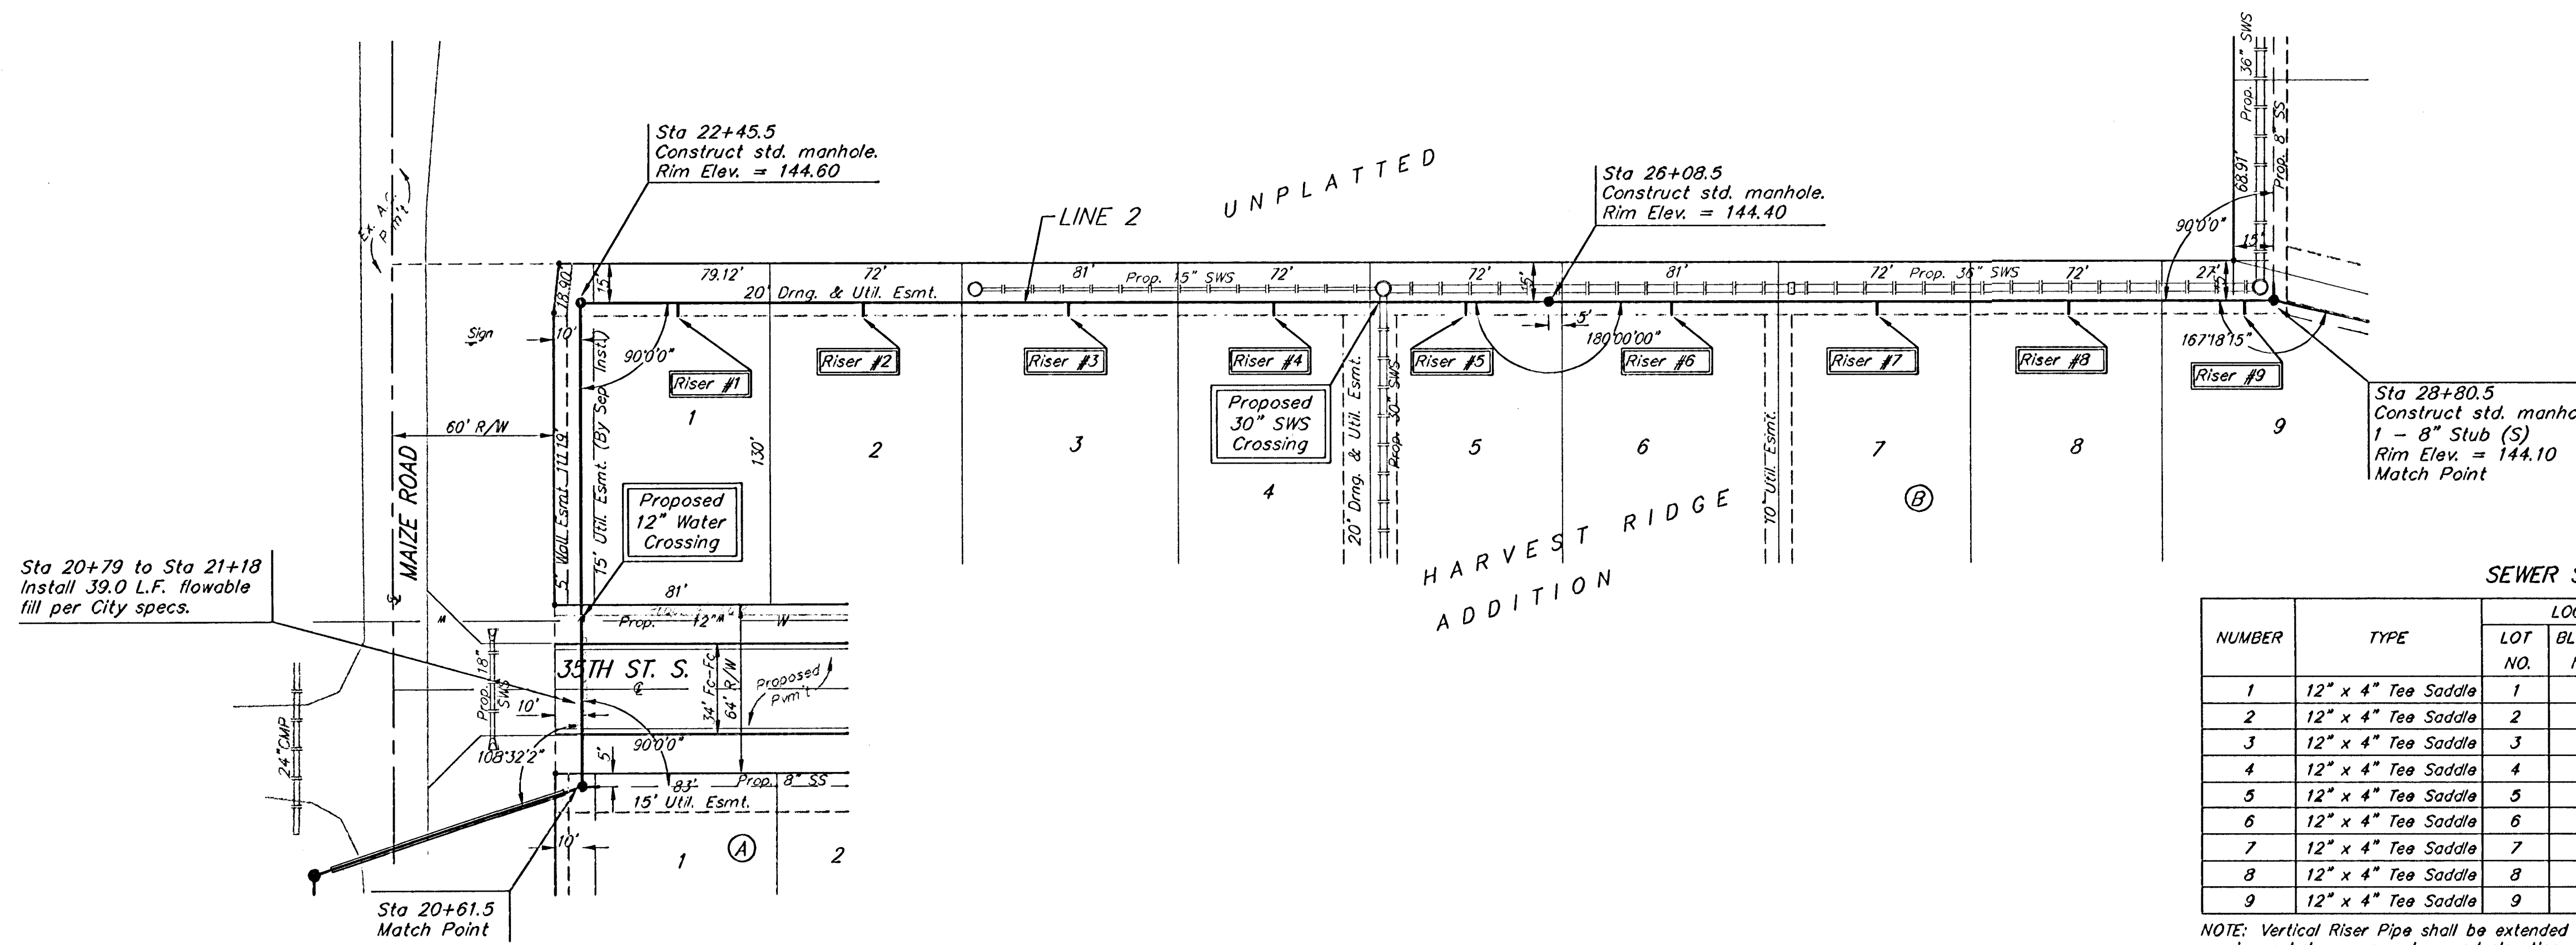 Sta 22+45.5
Construct std. manhole.
Rim Elev. = 144.60
LINE 2
UNPLATTED
Sta 26+08.5
Construct std. manhole.
Rim Elev. = 144.40
Prop. 36" SWS
Prop. 8" SS
68.91'
90°0'0"
15'
Ex. A.C.
Pvm't
18.90'
15'
79.12'
72'
81'
Prop. 15" SWS
72'
72'
15'
81'
72'
Prop. 36" SWS
72'
27'
15'
20' Drng. & Util. Esmt.
Sign
10'
90°0'0"
5'
180°00'00"
167°18'15"
Riser #1
Riser #2
Riser #3
Riser #4
Riser #5
Riser #6
Riser #7
Riser #8
Riser #9
Proposed
30" SWS
Crossing
Sta 28+80.5
Construct std. manho
1 - 8" Stub (S)
Rim Elev. = 144.10
Match Point
60' R/W
MAIZE ROAD
5' Wall Esmt 111.19'
15' Util. Esmt. (By Sep. Inst.)
130'
20' Drng. & Util. Esmt.
Prop. 30" SWS
10' Util. Esmt.
1
2
3
4
5
6
7
8
9
B
Proposed
12" Water
Crossing
HARVEST RIDGE
ADDITION
Sta 20+79 to Sta 21+18
Install 39.0 L.F. flowable
fill per City specs.
81'
W
Prop. 12" W
W
35TH ST. S.
34' Fc-Fc
64' R/W
Proposed
Pvm't
Prop. 18"
SWS
10'
24" CMP
108°32'2"
90°0'0"
5'
83'
Prop. 8" SS
15' Util. Esmt.
10'
1
A
2
Sta 20+61.5
Match Point
SEWER S
LOC
NUMBER TYPE LOT BL
NO.
1 12" x 4" Tee Saddle 1
2 12" x 4" Tee Saddle 2
3 12" x 4" Tee Saddle 3
4 12" x 4" Tee Saddle 4
5 12" x 4" Tee Saddle 5
6 12" x 4" Tee Saddle 6
7 12" x 4" Tee Saddle 7
8 12" x 4" Tee Saddle 8
9 12" x 4" Tee Saddle 9
NOTE: Vertical Riser Pipe shall be extended